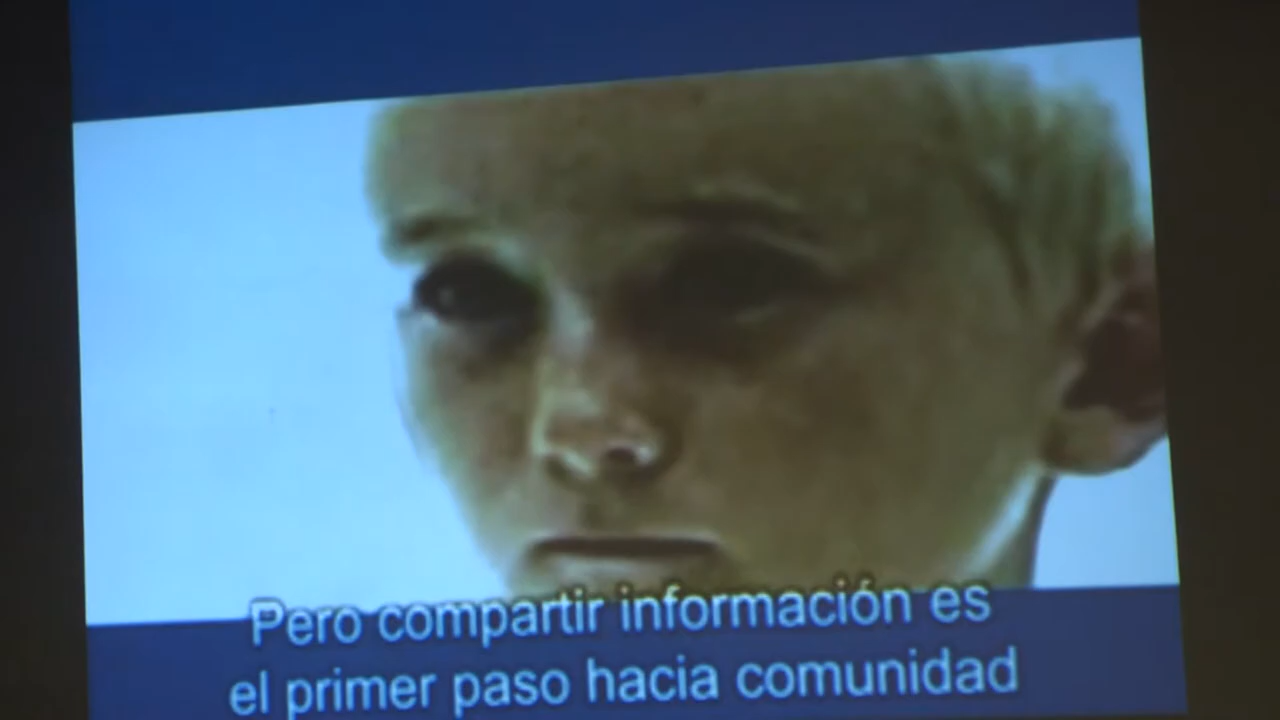 Pero compartir información es
el primer paso hacia comunidad